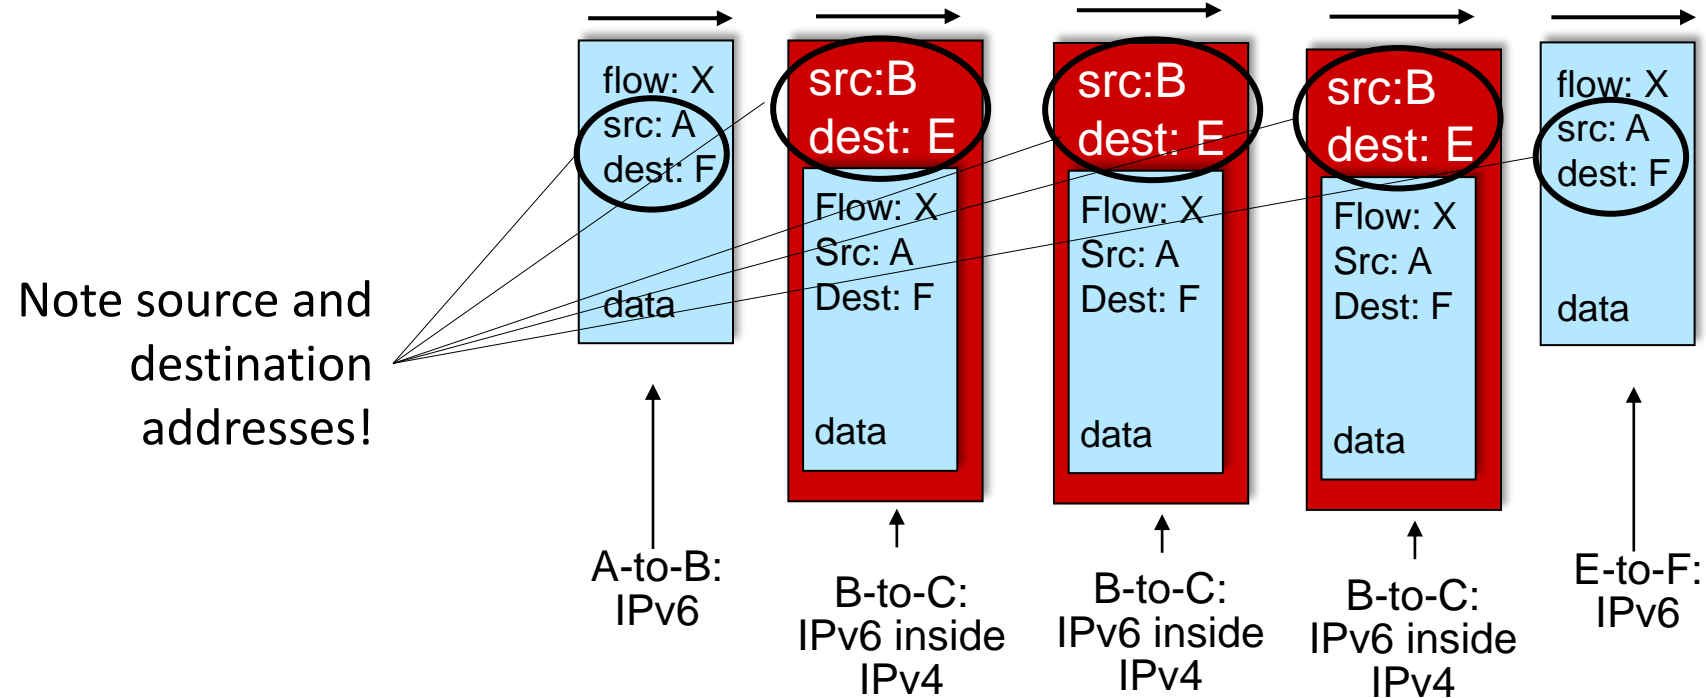 flow: X
src: A
dest: F
data
src:B
dest: E
Flow: X
Src: A
Dest: F
data
src:B
dest: E
Flow: X
Src: A
Dest: F
data
src:B
dest: E
Flow: X
Src: A
Dest: F
data
flow: X
src: A
dest: F
data
Note source and
destination
addresses!
A-to-B:
IPv6
B-to-C:
IPv6 inside
IPv4
B-to-C:
IPv6 inside
IPv4
B-to-C:
IPv6 inside
IPv4
E-to-F:
IPv6